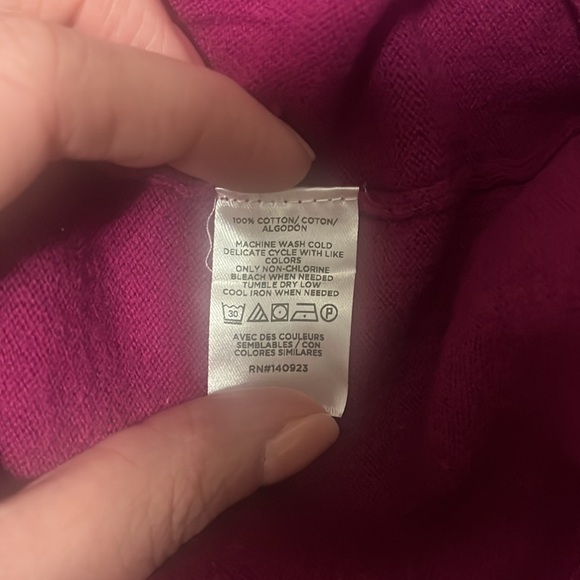 100% COTTON/ COTON/
ALGODÓN
MACHINE WASH COLD
DELICATE CYCLE WITH LIKE
COLORS
ONLY NON-CHLORINE
BLEACH WHEN NEEDED
TUMBLE DRY LOW
COOL IRON WHEN NEEDED
30 P
AVEC DES COULEURS
SEMBLABLES / CON
COLORES SIMILARES
RN#140923